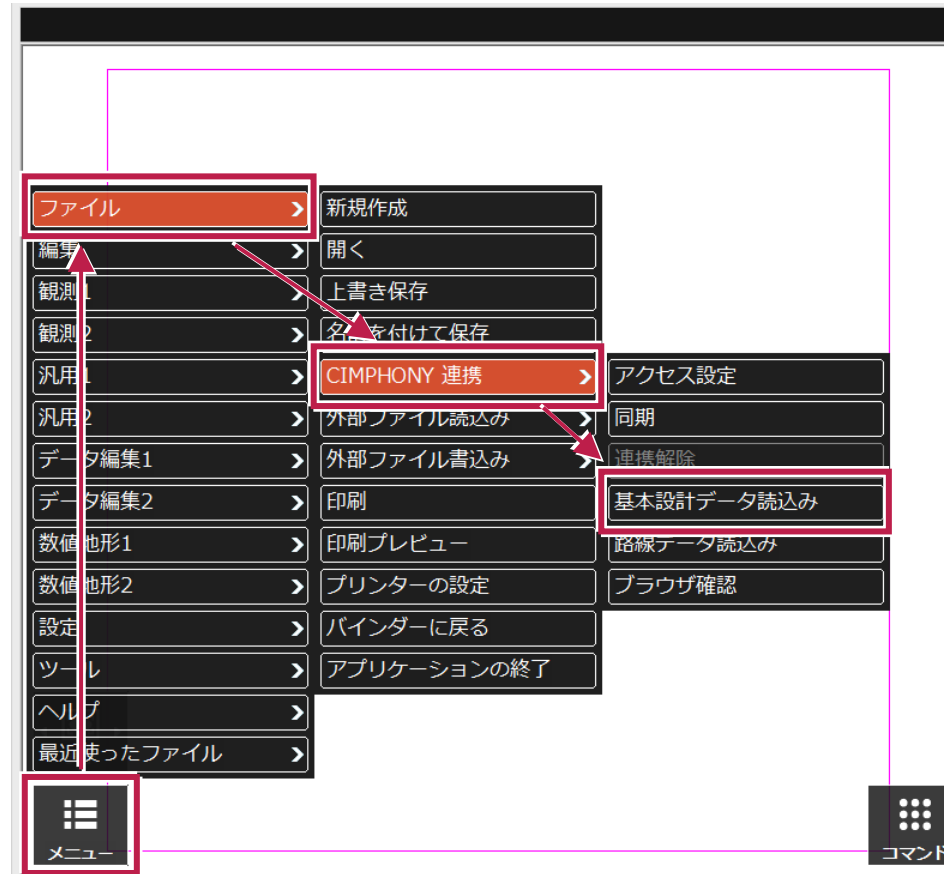 ファイル
編集
観測1
観測2
汎用1
汎用2
データ編集1
データ編集2
数値地形1
数値地形2
設定
ツール
ヘルプ
最近使ったファイル
新規作成
開く
上書き保存
名前を付けて保存
CIMPHONY 連携
外部ファイル読込み
外部ファイル書込み
印刷
印刷プレビュー
プリンターの設定
バインダーに戻る
アプリケーションの終了
アクセス設定
同期
連携解除
基本設計データ読込み
路線データ読込み
ブラウザ確認
メニュー
コマンド